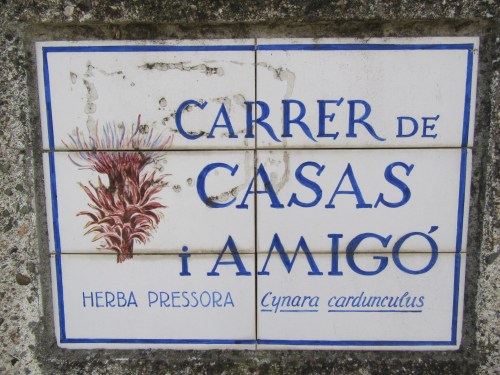 CARRER DE
CASAS
i AMIGÓ
HERBA PRESSORA Cynara cardunculus